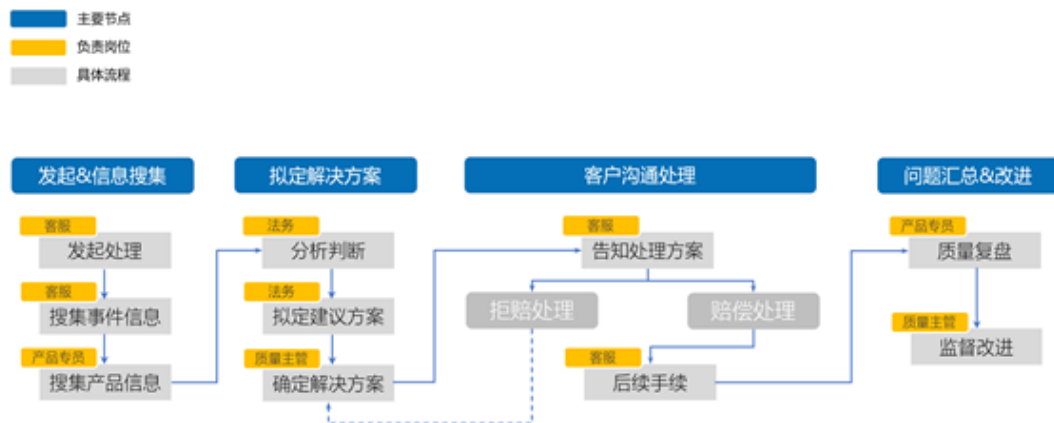 主要节点
负责岗位
具体流程
发起&信息搜集
客服
发起处理
客服
搜集事件信息
产品专员
搜集产品信息
拟定解决方案
法务
分析判断
法务
拟定建议方案
质量主管
确定解决方案
客户沟通处理
客服
告知处理方案
拒赔处理
赔偿处理
客服
后续手续
问题汇总&改进
产品专员
质量复盘
质量主管
监督改进